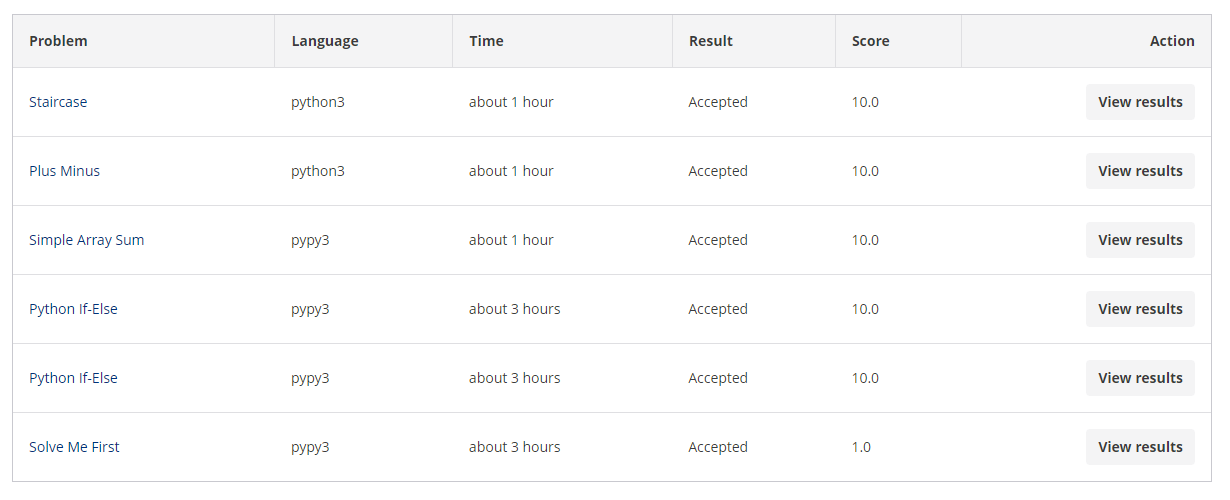 Problem Language Time Result Score Action
Staircase python3 about 1 hour Accepted 10.0 View results
Plus Minus python3 about 1 hour Accepted 10.0 View results
Simple Array Sum pypy3 about 1 hour Accepted 10.0 View results
Python If-Else pypy3 about 3 hours Accepted 10.0 View results
Python If-Else pypy3 about 3 hours Accepted 10.0 View results
Solve Me First pypy3 about 3 hours Accepted 1.0 View results